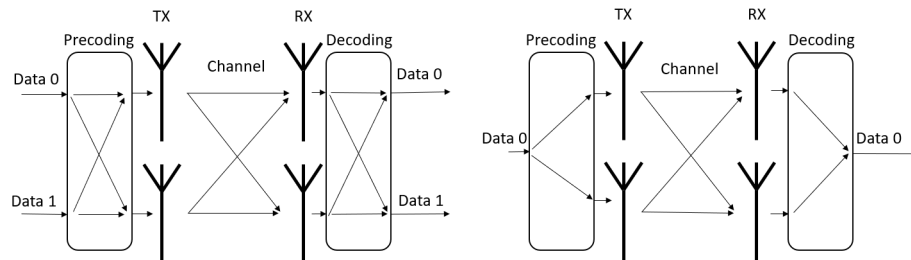 TX RX
Precoding Decoding
Channel
Data 0 Data 0
Data 1 Data 1
TX RX
Precoding Decoding
Channel
Data 0 Data 0